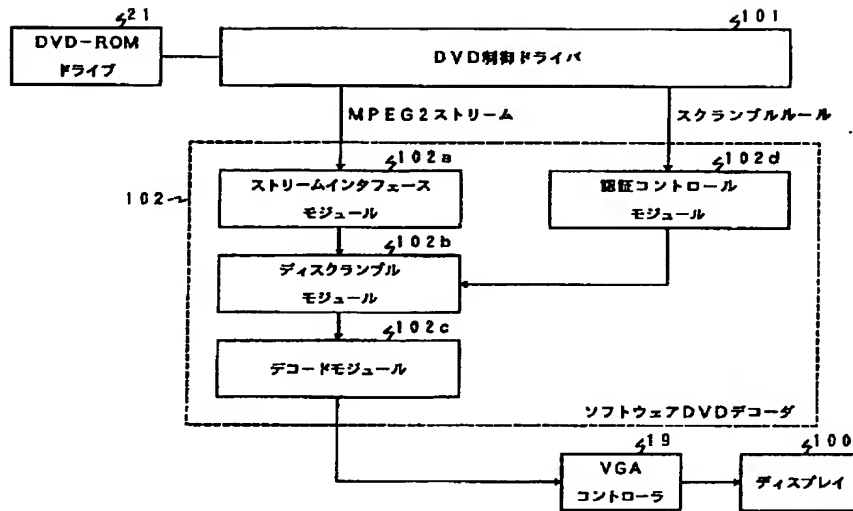 21
DVD-ROM
ドライブ
101
DVD制御ドライバ
MPEG2ストリーム
スクランブルルール
102
102a
ストリームインタフェース
モジュール
102d
認証コントロール
モジュール
102b
ディスクランブル
モジュール
102c
デコードモジュール
ソフトウェアDVDデコーダ
19
VGA
コントローラ
100
ディスプレイ